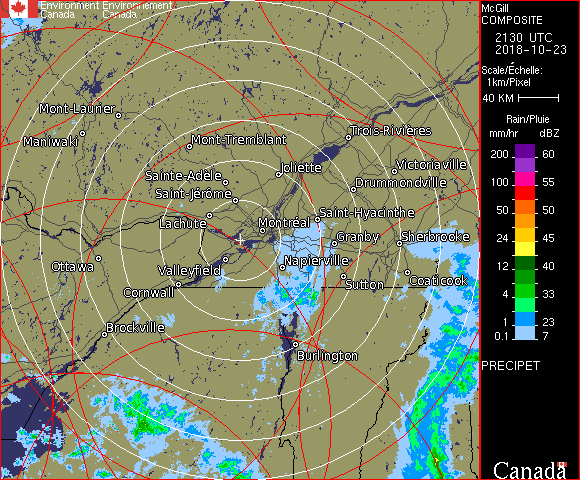 Environment Environnement
Canada Canada
McGill
COMPOSITE
2130 UTC
2018-10-23
Scale/Échelle:
1km/Pixel
40 KM
Rain/Pluie
mm/hr dBZ
200 60
55
100 55
50 50
24 45
12 40
4 33
2 28
1 23
0.1 7
PRECIPET
Canada
Mont-Laurier
Maniwaki
Mont-Tremblant
Trois-Rivières
Joliette
Victoriaville
Sainte-Adèle
Drummondville
Saint-Jérôme
Lachute
Montréal
Saint-Hyacinthe
Granby
Sherbrooke
Ottawa
Valleyfield
Napierville
Cornwall
Sutton
Coaticook
Brockville
Burlington